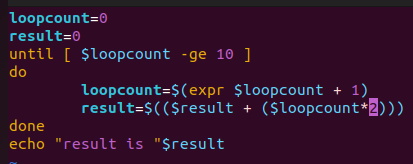 loopcount=0
result=0
until [ $loopcount -ge 10 ]
do
        loopcount=$(expr $loopcount + 1)
        result=$(($result + ($loopcount*2)))
done
echo "result is "$result
~